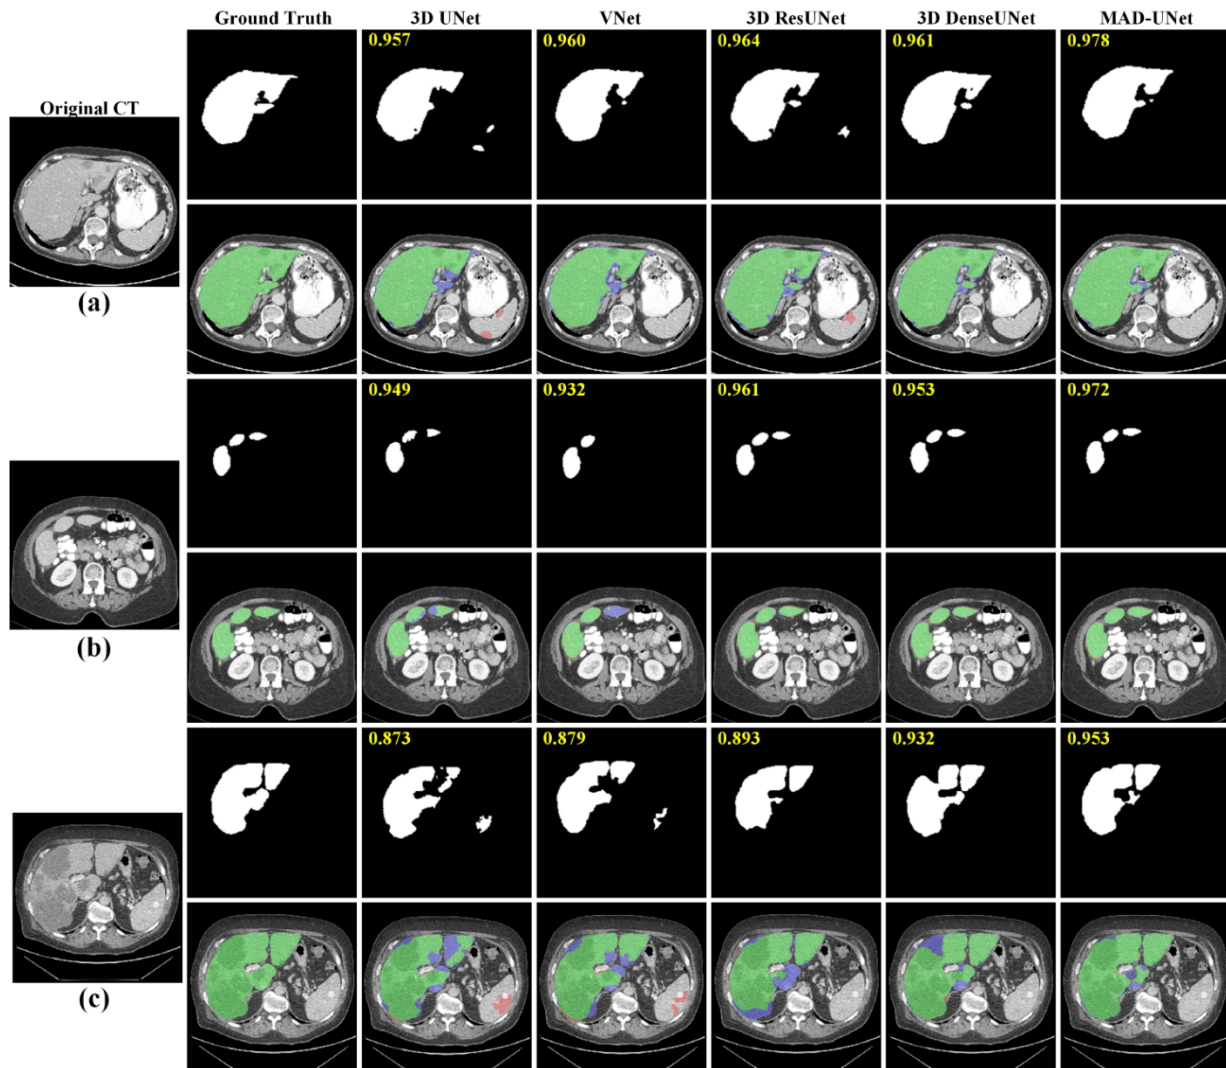 Ground Truth 3D UNet VNet 3D ResUNet 3D DenseUNet MAD-UNet
0.957 0.960 0.964 0.961 0.978
Original CT
(a)
0.949 0.932 0.961 0.953 0.972
(b)
0.873 0.879 0.893 0.932 0.953
(c)